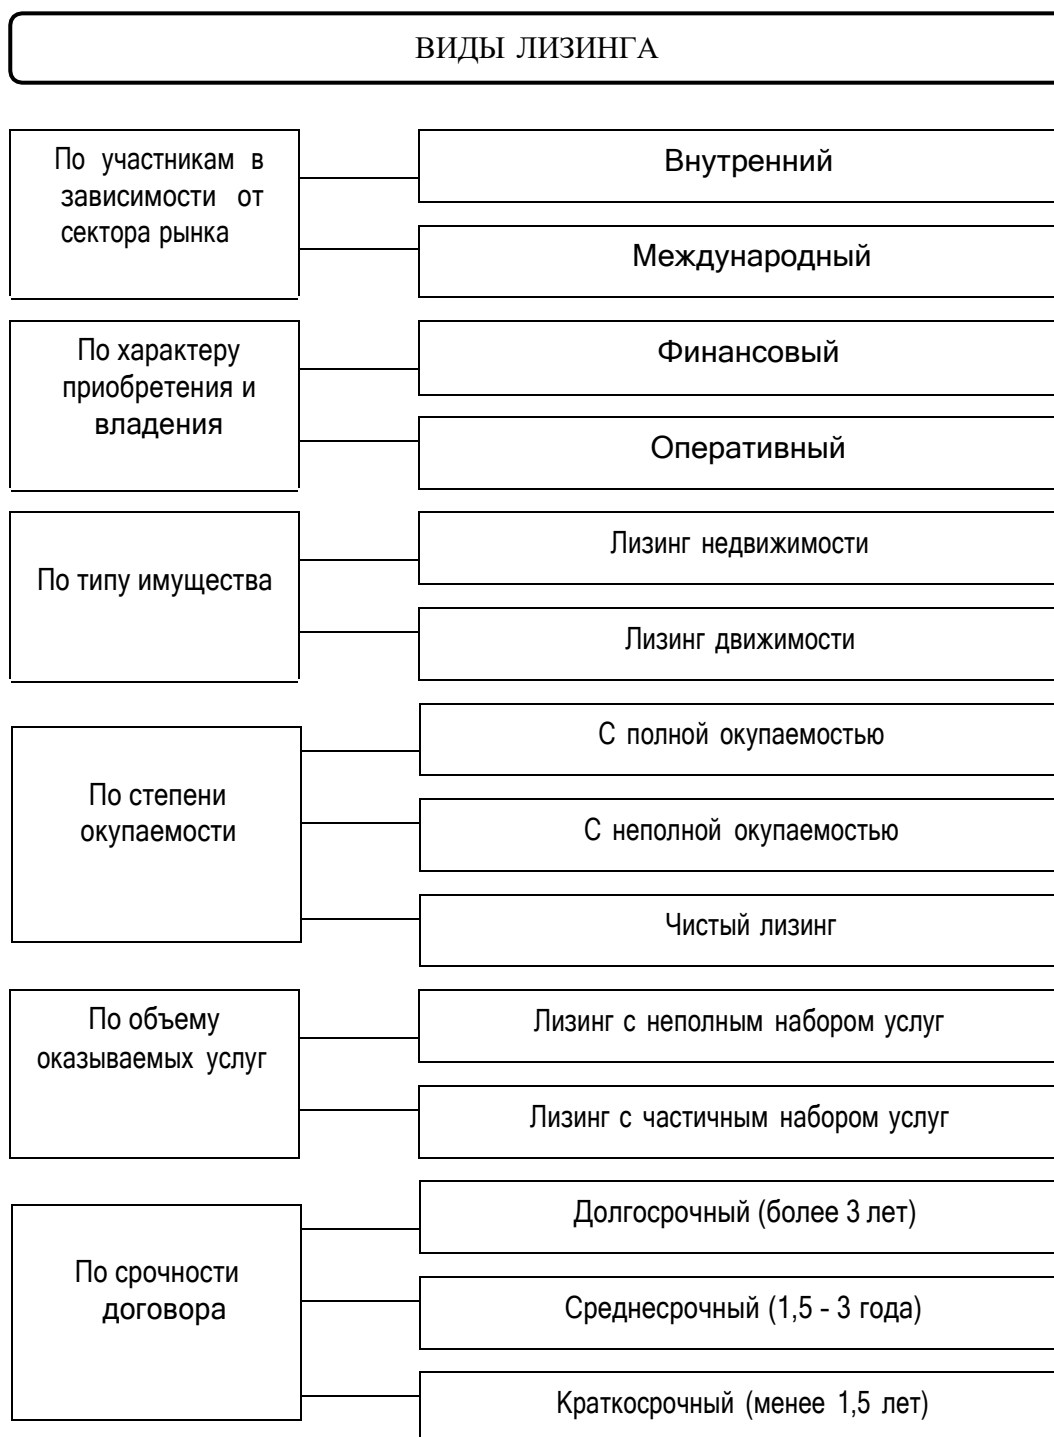 ВИДЫ ЛИЗИНГА
По участникам в
зависимости от
сектора рынка
Внутренний
Международный
По характеру
приобретения и
владения
Финансовый
Оперативный
По типу имущества
Лизинг недвижимости
Лизинг движимости
По степени
окупаемости
С полной окупаемостью
С неполной окупаемостью
Чистый лизинг
По объему
оказываемых услуг
Лизинг с неполным набором услуг
Лизинг с частичным набором услуг
По срочности
договора
Долгосрочный (более 3 лет)
Среднесрочный (1,5 - 3 года)
Краткосрочный (менее 1,5 лет)